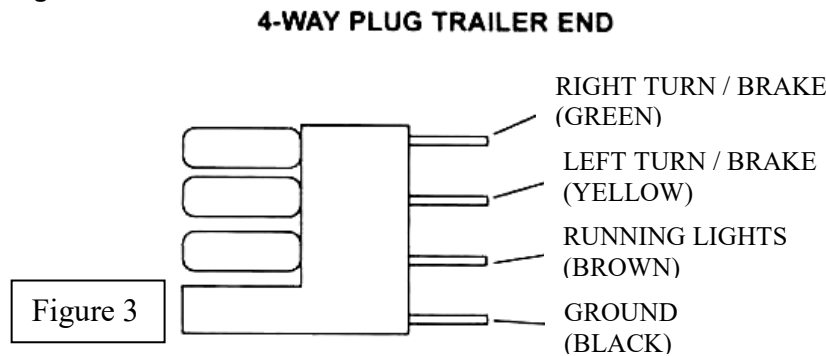 4-WAY PLUG TRAILER END
RIGHT TURN / BRAKE
(GREEN)
LEFT TURN / BRAKE
(YELLOW)
RUNNING LIGHTS
(BROWN)
GROUND
(BLACK)
Figure 3